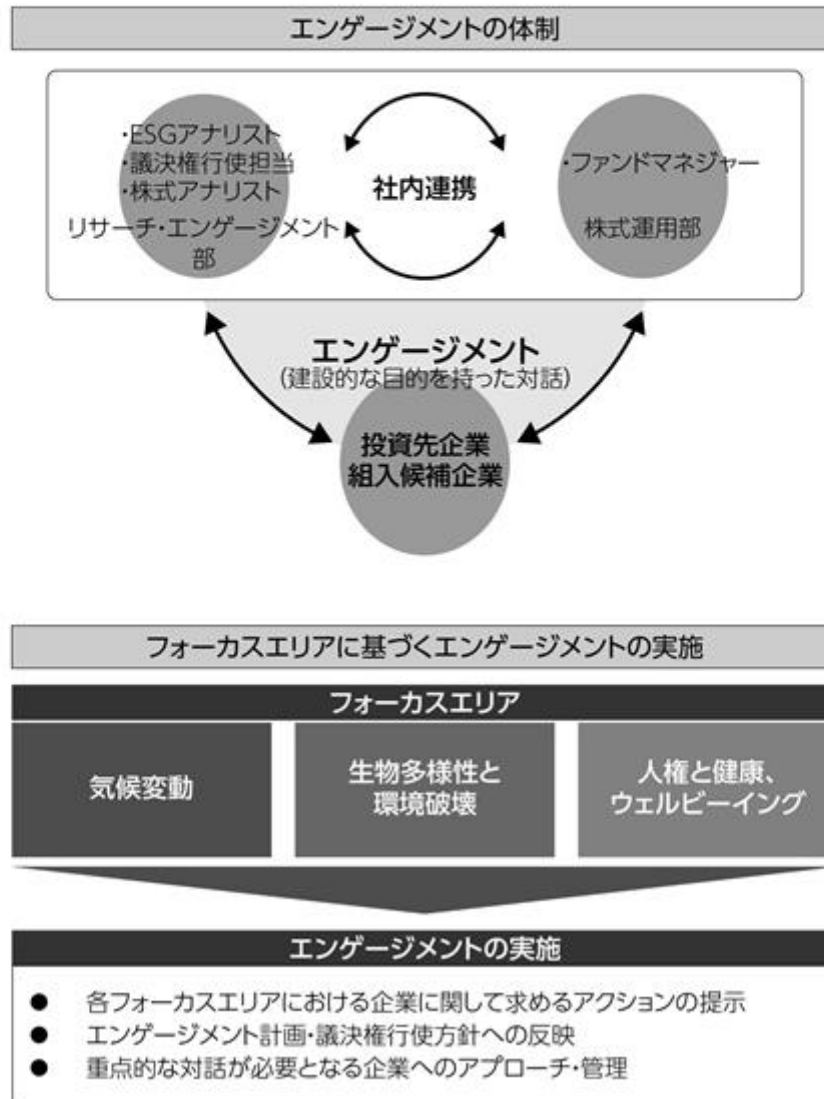 エンゲージメントの体制
・ESGアナリスト
・議決権行使担当
・株式アナリスト
リサーチ・エンゲージメント
部
社内連携
・ファンドマネジャー
株式運用部
エンゲージメント
(建設的な目的を持った対話)
投資先企業
組入候補企業
フォーカスエリアに基づくエンゲージメントの実施
フォーカスエリア
気候変動
生物多様性と
環境破壊
人権と健康、
ウェルビーイング
エンゲージメントの実施
● 各フォーカスエリアにおける企業に関して求めるアクションの提示
● エンゲージメント計画・議決権行使方針への反映
● 重点的な対話が必要となる企業へのアプローチ・管理